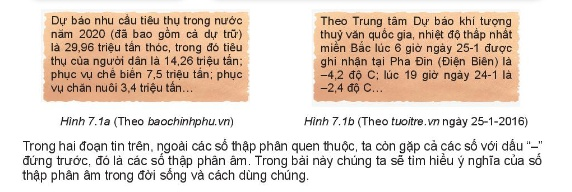 Dự báo nhu cầu tiêu thụ trong nước
năm 2020 (đã bao gồm cả dự trữ)
là 29,96 triệu tấn thóc, trong đó tiêu
thụ của người dân là 14,26 triệu tấn;
phục vụ chế biến 7,5 triệu tấn; phục
vụ chăn nuôi 3,4 triệu tấn...
Hình 7.1a (Theo baochinhphu.vn)
Theo Trung tâm Dự báo khí tượng
thuỷ văn quốc gia, nhiệt độ thấp nhất
miền Bắc lúc 6 giờ ngày 25-1 được
ghi nhận tại Pha Đin (Điện Biên) là
–4,2 độ C; lúc 19 giờ ngày 24-1 là
–2,4 độ C...
Hình 7.1b (Theo tuoitre.vn ngày 25-1-2016)
Trong hai đoạn tin trên, ngoài các số thập phân quen thuộc, ta còn gặp cả các số với dấu “–”
đứng trước, đó là các số thập phân âm. Trong bài này chúng ta sẽ tìm hiểu ý nghĩa của số
thập phân âm trong đời sống và cách dùng chúng.